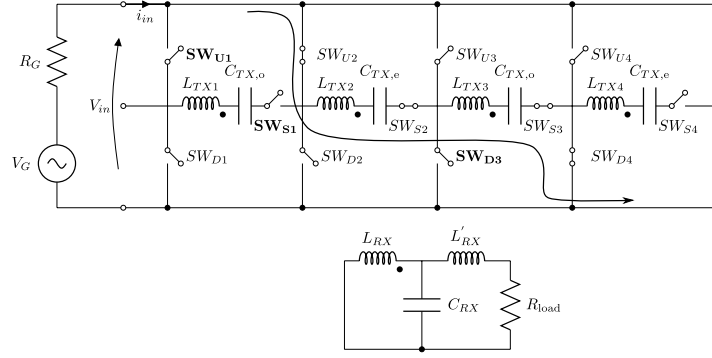 i_in
SW_U1 SW_U2 SW_U3 SW_U4
R_G
L_TX1 C_TX,o L_TX2 C_TX,e L_TX3 C_TX,o L_TX4 C_TX,e
V_in
SW_S1 SW_S2 SW_S3 SW_S4
V_G
SW_D1 SW_D2 SW_D3 SW_D4
L_RX L'_RX
C_RX R_load